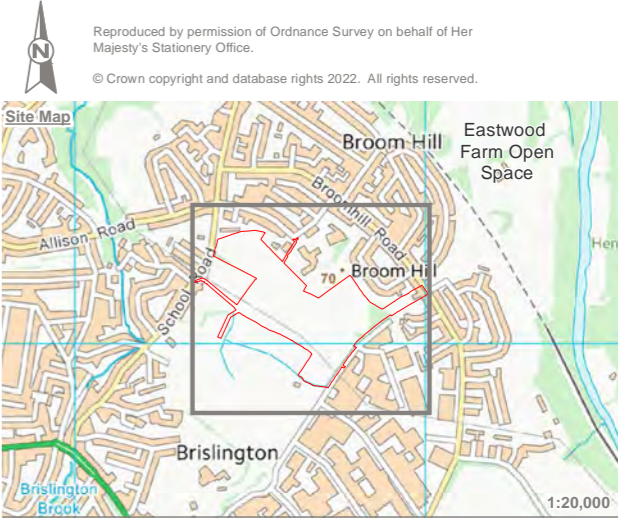 N
Reproduced by permission of Ordnance Survey on behalf of Her
Majesty's Stationery Office.
© Crown copyright and database rights 2022. All rights reserved.
Site Map
Broom Hill
Eastwood
Farm Open
Space
Broomhill Road
Allison Road
School Road
Hen
70
Broom Hill
Brislington
Brislington
Brook
1:20,000